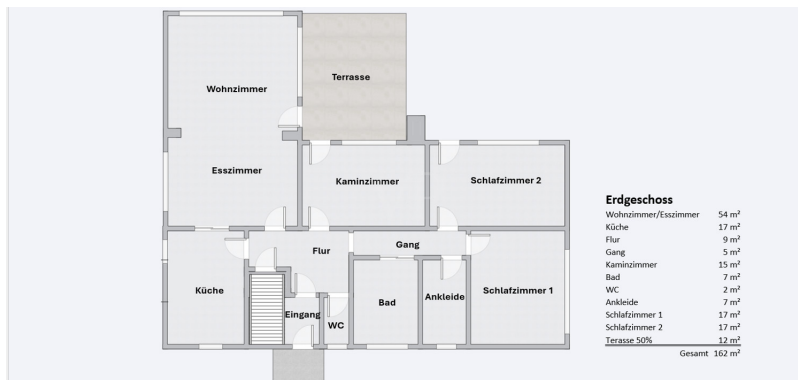 Wohnzimmer
Terrasse
Esszimmer
Kaminzimmer
Schlafzimmer 2
Flur
Gang
Küche
Eingang
WC
Bad
Ankleide
Schlafzimmer 1
Erdgeschoss
Wohnzimmer/Esszimmer 54 m²
Küche 17 m²
Flur 9 m²
Gang 5 m²
Kaminzimmer 15 m²
Bad 7 m²
WC 2 m²
Ankleide 7 m²
Schlafzimmer 1 17 m²
Schlafzimmer 2 17 m²
Terasse 50% 12 m²
Gesamt 162 m²